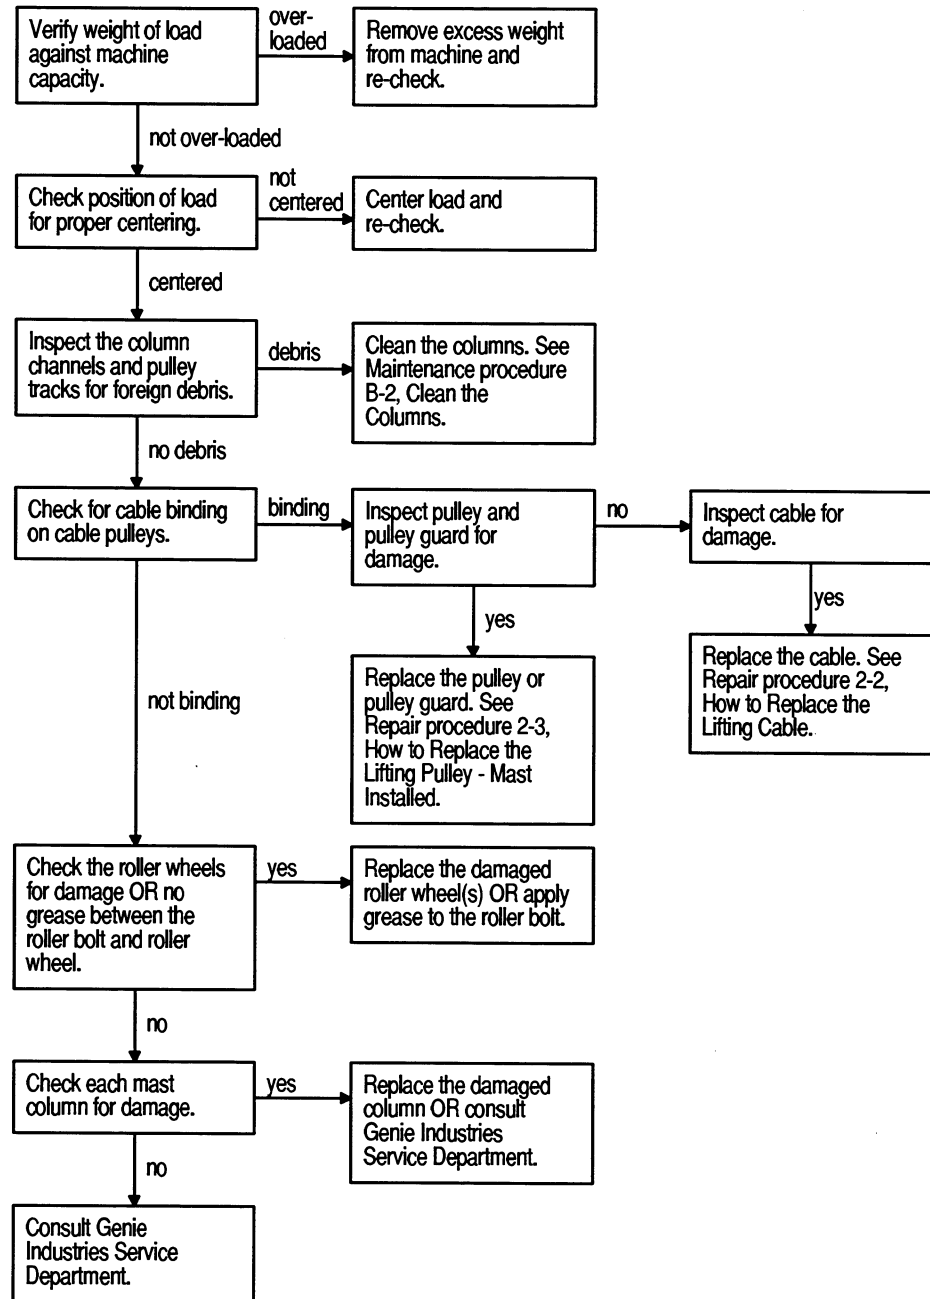 Verify weight of load
against machine
capacity.
over-
loaded
Remove excess weight
from machine and
re-check.
not over-loaded
Check position of load
for proper centering.
not
centered
Center load and
re-check.
centered
Inspect the column
channels and pulley
tracks for foreign debris.
debris
Clean the columns. See
Maintenance procedure
B-2, Clean the
Columns.
no debris
Check for cable binding
on cable pulleys.
binding
Inspect pulley and
pulley guard for
damage.
no
Inspect cable for
damage.
yes
yes
Replace the pulley or
pulley guard. See
Repair procedure 2-3,
How to Replace the
Lifting Pulley - Mast
Installed.
Replace the cable. See
Repair procedure 2-2,
How to Replace the
Lifting Cable.
not binding
Check the roller wheels
for damage OR no
grease between the
roller bolt and roller
wheel.
yes
Replace the damaged
roller wheel(s) OR apply
grease to the roller bolt.
no
Check each mast
column for damage.
yes
Replace the damaged
column OR consult
Genie Industries
Service Department.
no
Consult Genie
Industries Service
Department.